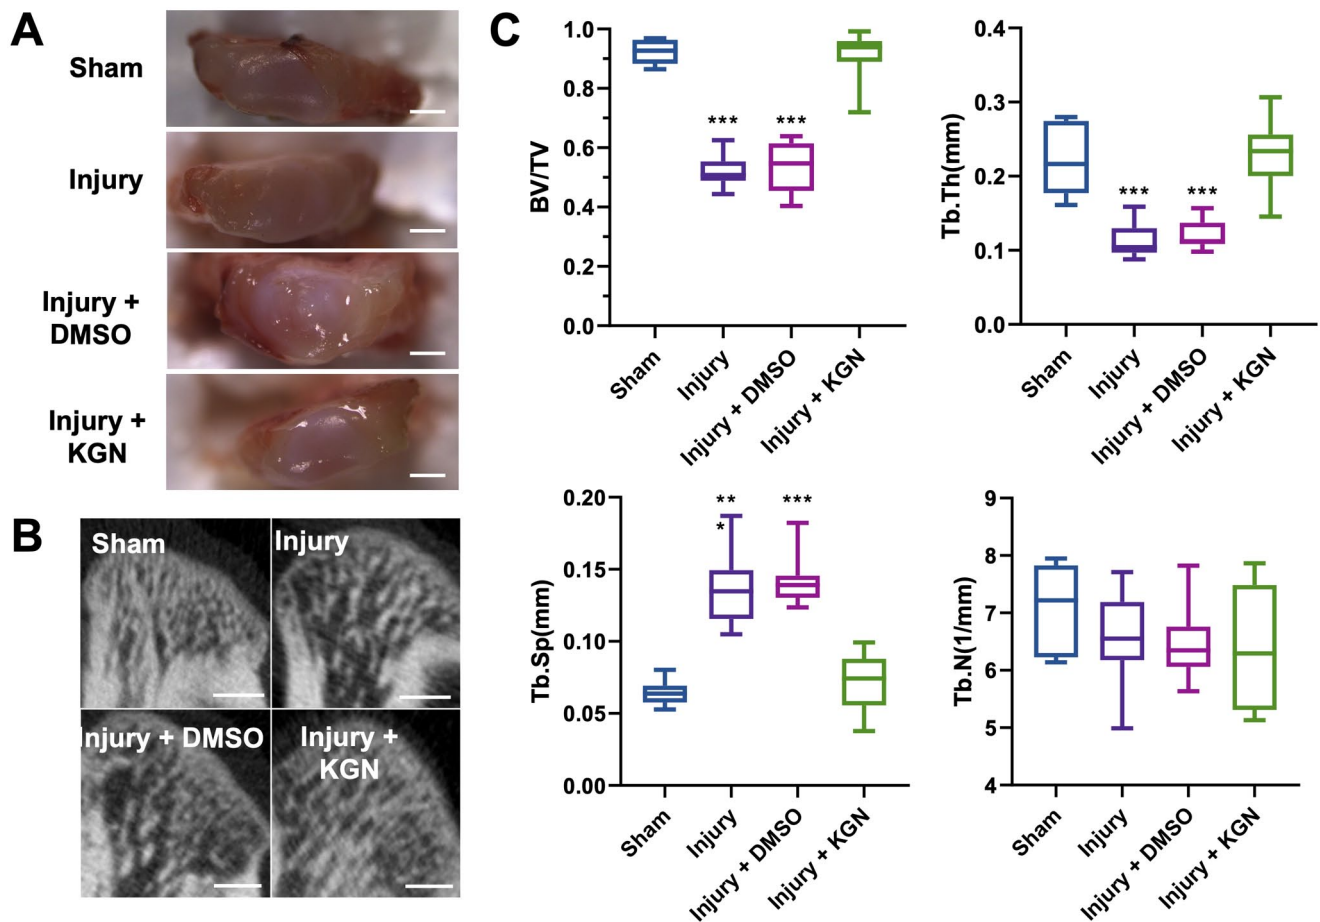 A
Sham
Injury
Injury +
DMSO
Injury +
KGN
B
Sham
Injury
Injury + DMSO
Injury +
KGN
C
BV/TV
1.0
0.8
0.6
0.4
0.2
0.0
***
***
Sham
Injury
Injury + DMSO
Injury + KGN
Tb.Th(mm)
0.4
0.3
0.2
0.1
0.0
***
***
Sham
Injury
Injury + DMSO
Injury + KGN
Tb.Sp(mm)
0.20
0.15
0.10
0.05
0.00
**
*
***
Sham
Injury
Injury + DMSO
Injury + KGN
Tb.N(1/mm)
9
8
7
6
5
4
Sham
Injury
Injury + DMSO
Injury + KGN